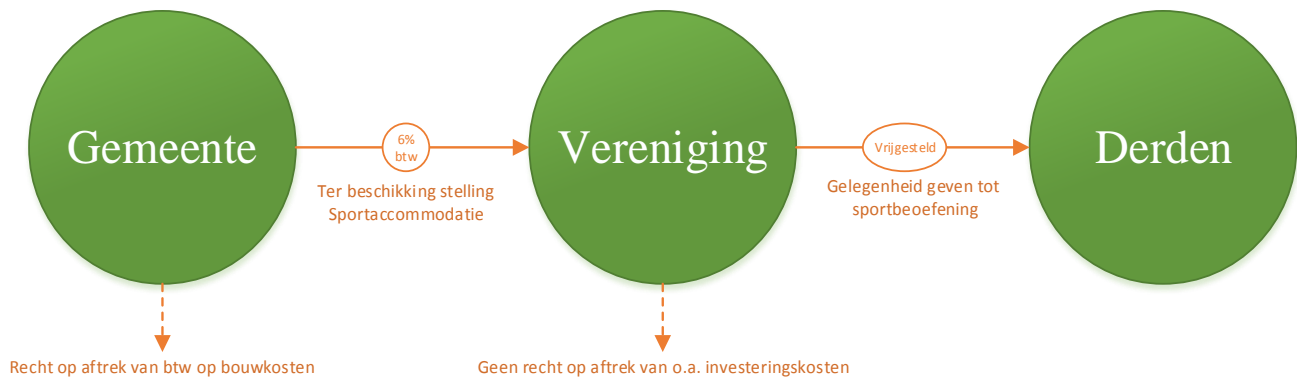 Gemeente
6%
btw
Ter beschikking stelling
Sportaccommodatie
Vereniging
Vrijgesteld
Gelegenheid geven tot
sportbeoefening
Derden
Recht op aftrek van btw op bouwkosten
Geen recht op aftrek van o.a. investeringskosten